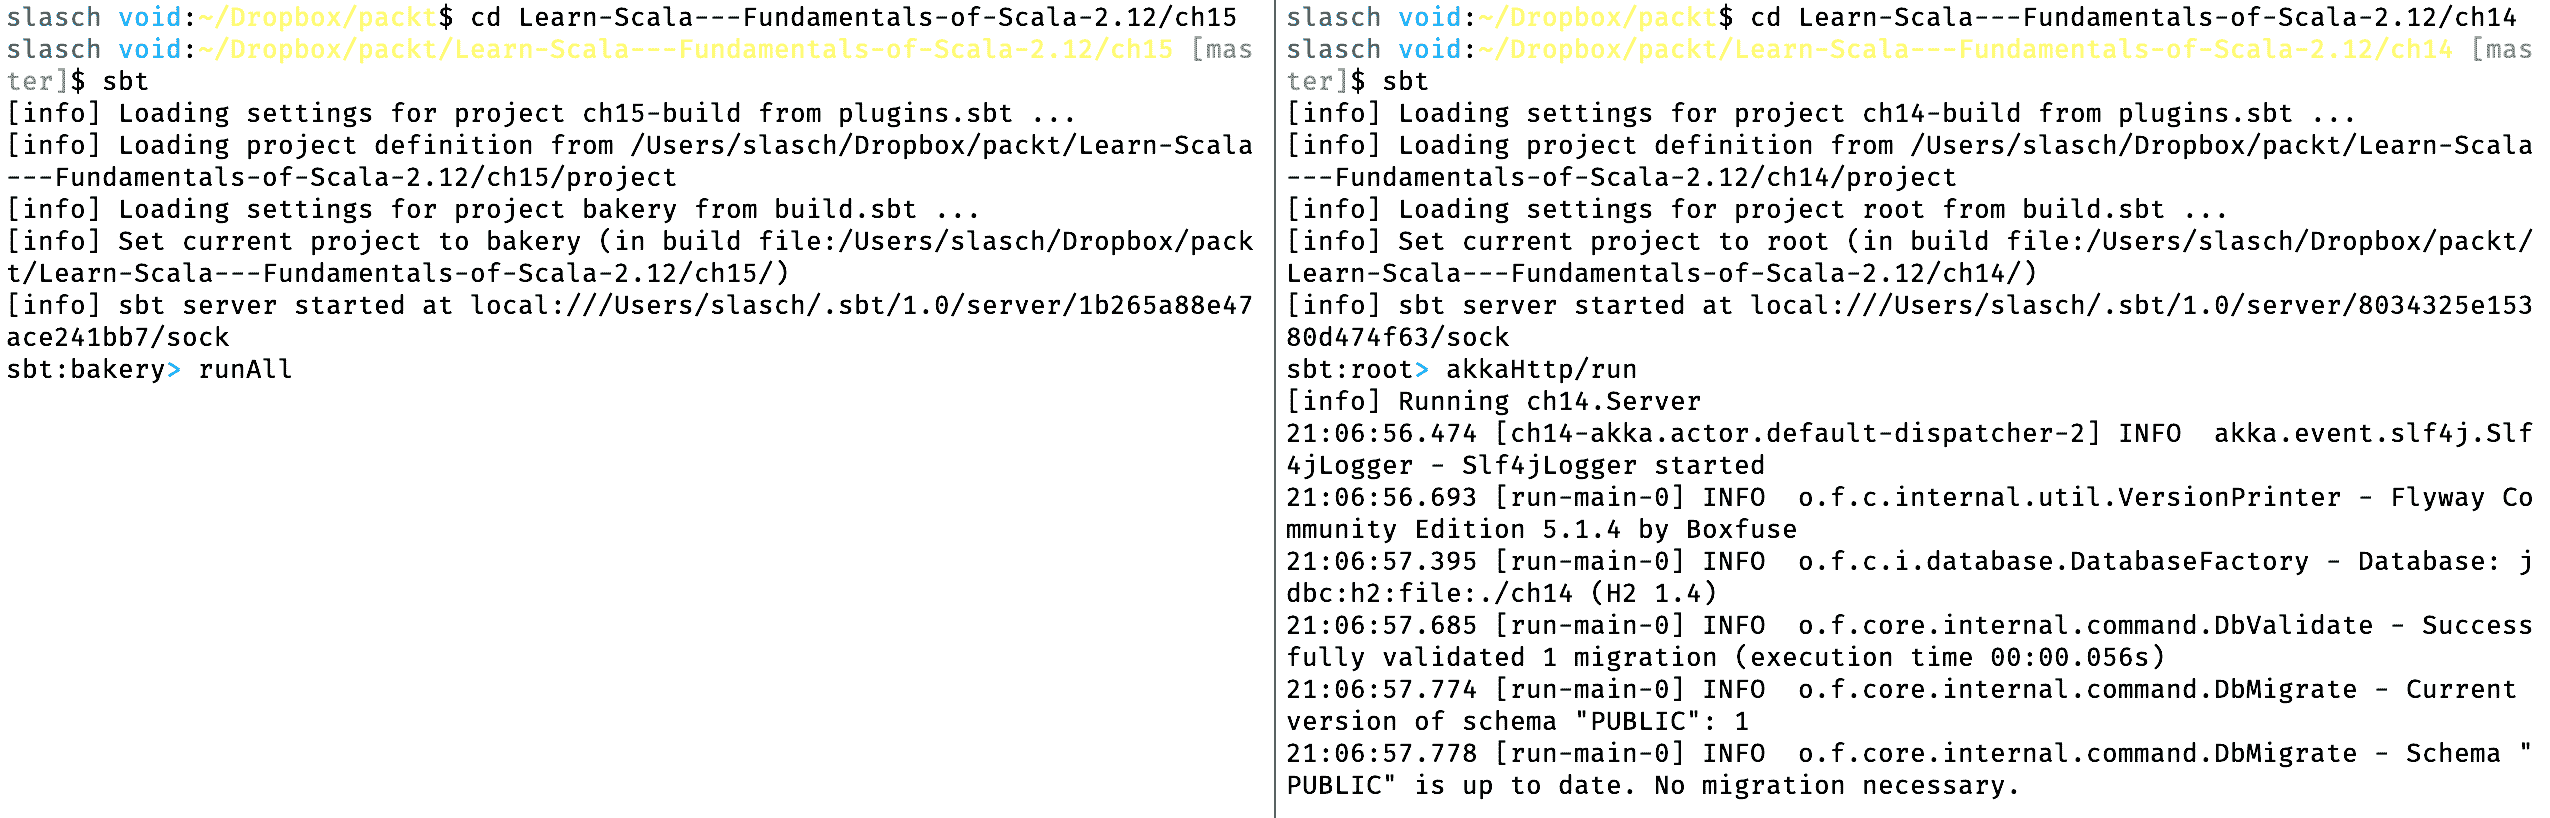 slasch void:~/Dropbox/packt$ cd Learn-Scala---Fundamentals-of-Scala-2.12/ch15
slasch void:~/Dropbox/packt/Learn-Scala---Fundamentals-of-Scala-2.12/ch15 [mas
ter]$ sbt
[info] Loading settings for project ch15-build from plugins.sbt ...
[info] Loading project definition from /Users/slasch/Dropbox/packt/Learn-Scala
---Fundamentals-of-Scala-2.12/ch15/project
[info] Loading settings for project bakery from build.sbt ...
[info] Set current project to bakery (in build file:/Users/slasch/Dropbox/pack
t/Learn-Scala---Fundamentals-of-Scala-2.12/ch15/)
[info] sbt server started at local:///Users/slasch/.sbt/1.0/server/1b265a88e47
ace241bb7/sock
sbt:bakery> runAll
slasch void:~/Dropbox/packt$ cd Learn-Scala---Fundamentals-of-Scala-2.12/ch14
slasch void:~/Dropbox/packt/Learn-Scala---Fundamentals-of-Scala-2.12/ch14 [mas
ter]$ sbt
[info] Loading settings for project ch14-build from plugins.sbt ...
[info] Loading project definition from /Users/slasch/Dropbox/packt/Learn-Scala
---Fundamentals-of-Scala-2.12/ch14/project
[info] Loading settings for project root from build.sbt ...
[info] Set current project to root (in build file:/Users/slasch/Dropbox/packt/
Learn-Scala---Fundamentals-of-Scala-2.12/ch14/)
[info] sbt server started at local:///Users/slasch/.sbt/1.0/server/8034325e153
80d474f63/sock
sbt:root> akkaHttp/run
[info] Running ch14.Server
21:06:56.474 [ch14-akka.actor.default-dispatcher-2] INFO  akka.event.slf4j.Slf
4jLogger - Slf4jLogger started
21:06:56.693 [run-main-0] INFO  o.f.c.internal.util.VersionPrinter - Flyway Co
mmunity Edition 5.1.4 by Boxfuse
21:06:57.395 [run-main-0] INFO  o.f.c.i.database.DatabaseFactory - Database: j
dbc:h2:file:./ch14 (H2 1.4)
21:06:57.685 [run-main-0] INFO  o.f.core.internal.command.DbValidate - Success
fully validated 1 migration (execution time 00:00.056s)
21:06:57.774 [run-main-0] INFO  o.f.core.internal.command.DbMigrate - Current
version of schema "PUBLIC": 1
21:06:57.778 [run-main-0] INFO  o.f.core.internal.command.DbMigrate - Schema "
PUBLIC" is up to date. No migration necessary.